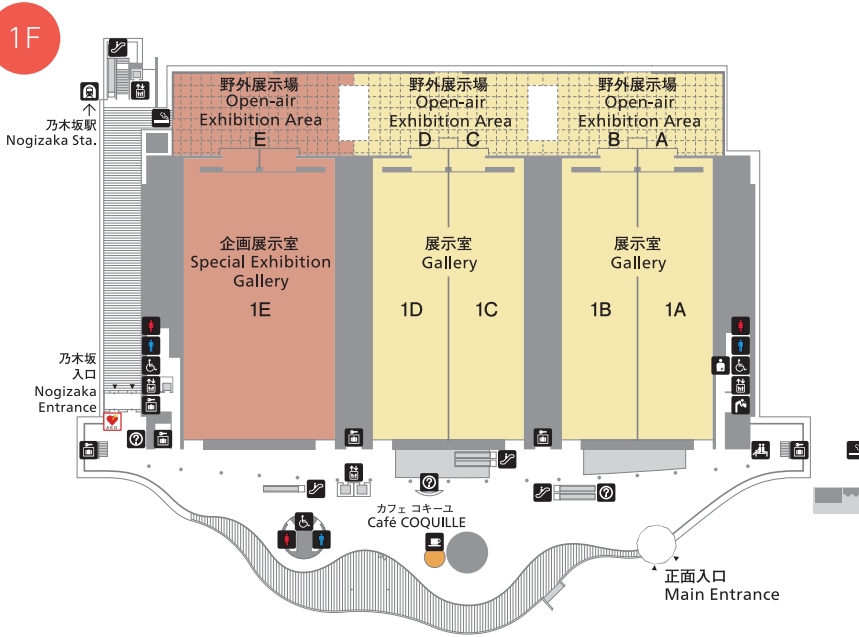 1F
野外展示場
Open-air
Exhibition Area
E
野外展示場
Open-air
Exhibition Area
D C
野外展示場
Open-air
Exhibition Area
B A
乃木坂駅
Nogizaka Sta.
企画展示室
Special Exhibition
Gallery
1E
展示室
Gallery
1D 1C
展示室
Gallery
1B 1A
乃木坂
入口
Nogizaka
Entrance
AED
カフェ コキーユ
Café COQUILLE
正面入口
Main Entrance